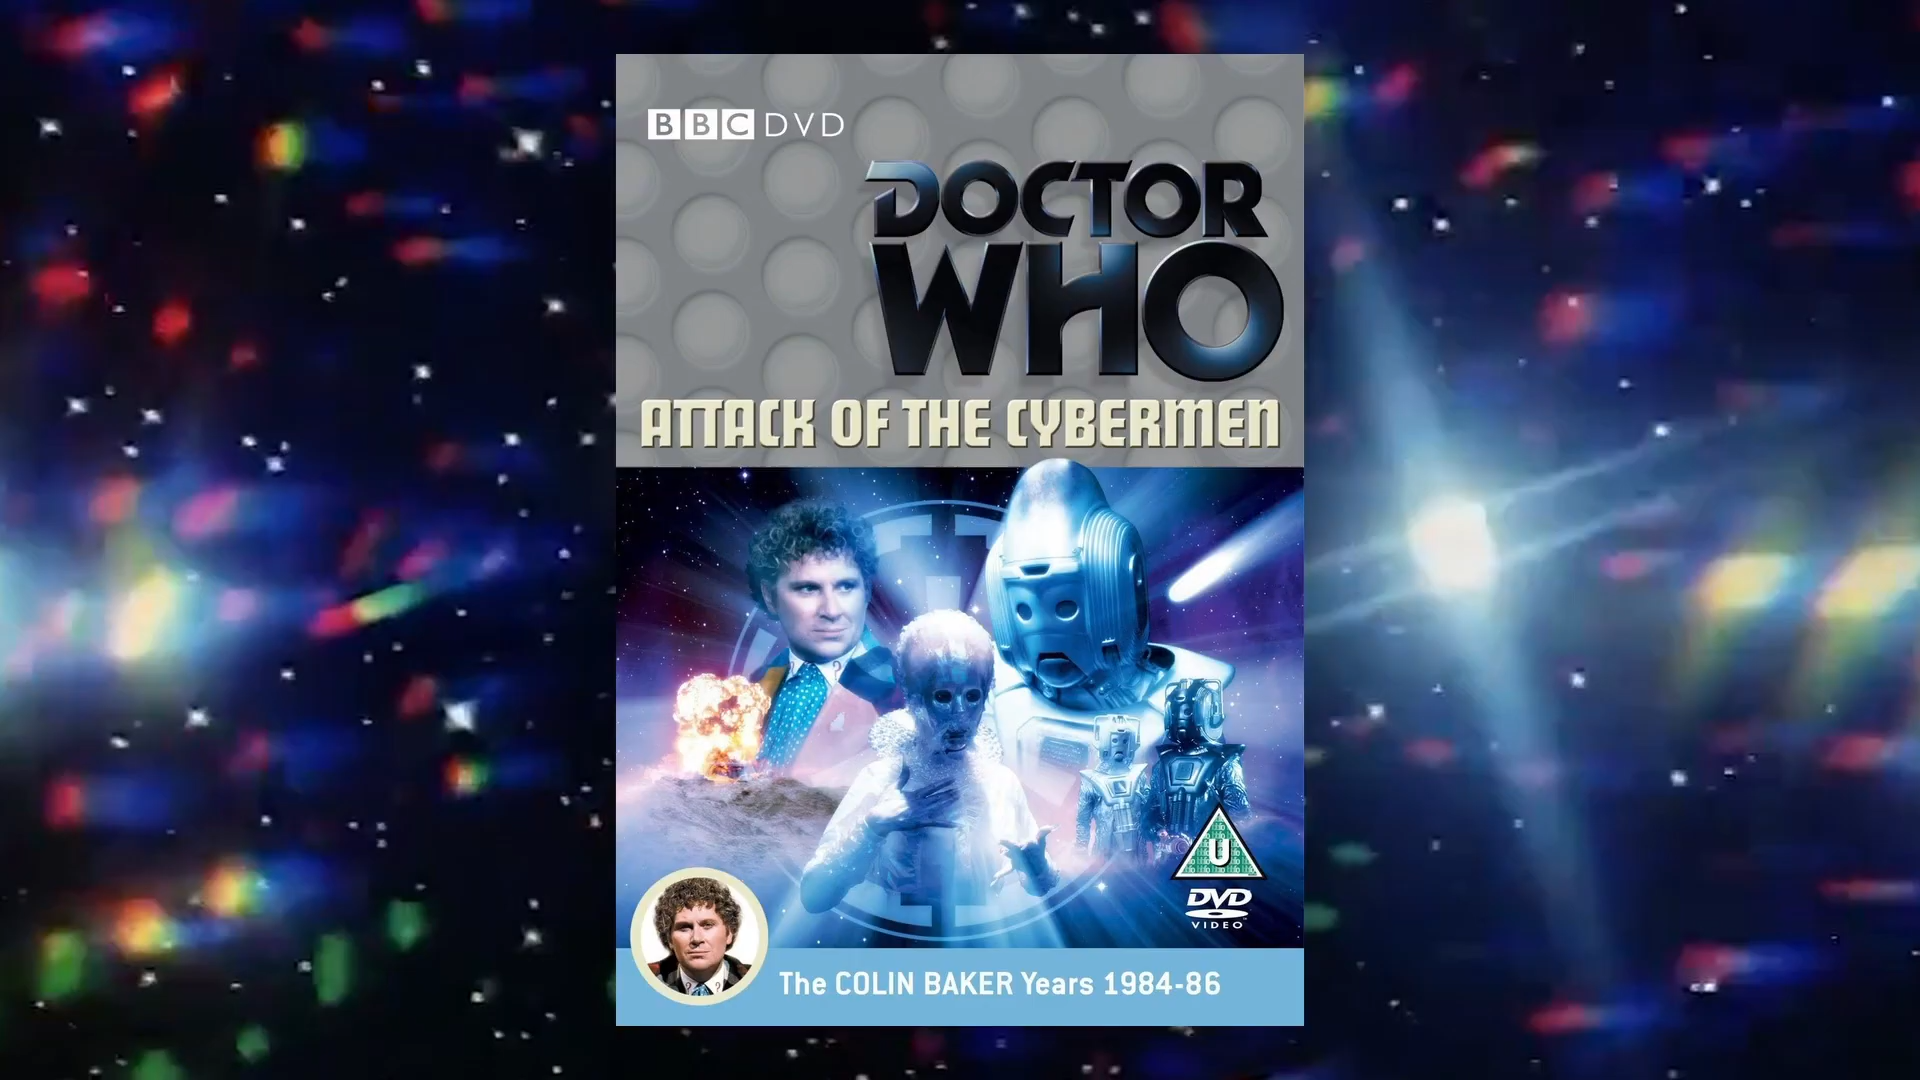 BBC DVD
DOCTOR
WHO
ATTACK OF THE CYBERMEN
U
DVD
VIDEO
The COLIN BAKER Years 1984-86